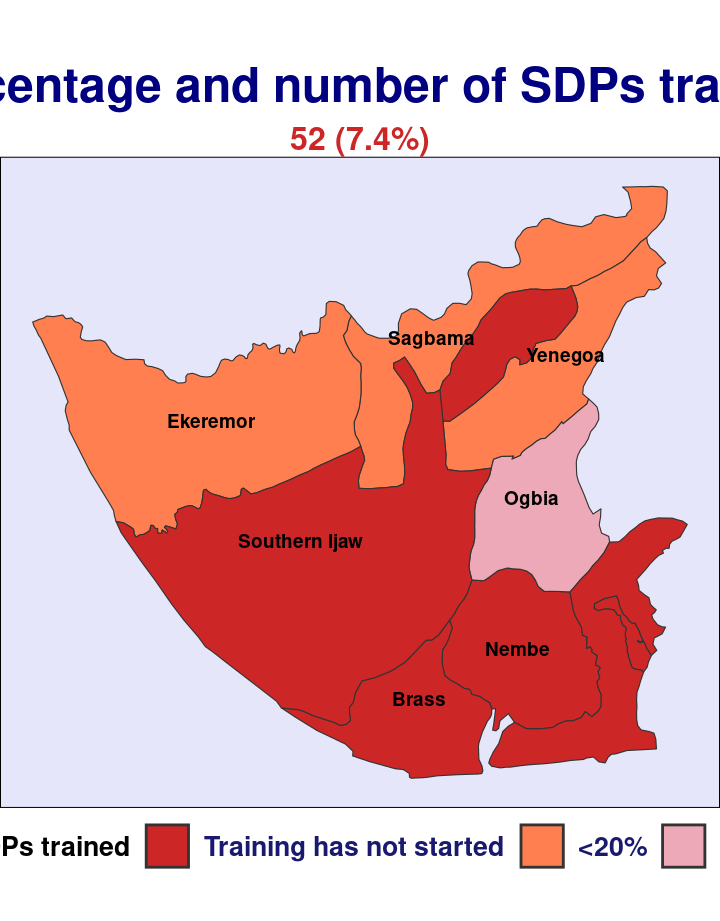 centage and number of SDPs tra
52 (7.4%)
Sagbama
Yenegoa
Ekeremor
Ogbia
Southern Ijaw
Nembe
Brass
Ps trained Training has not started <20%